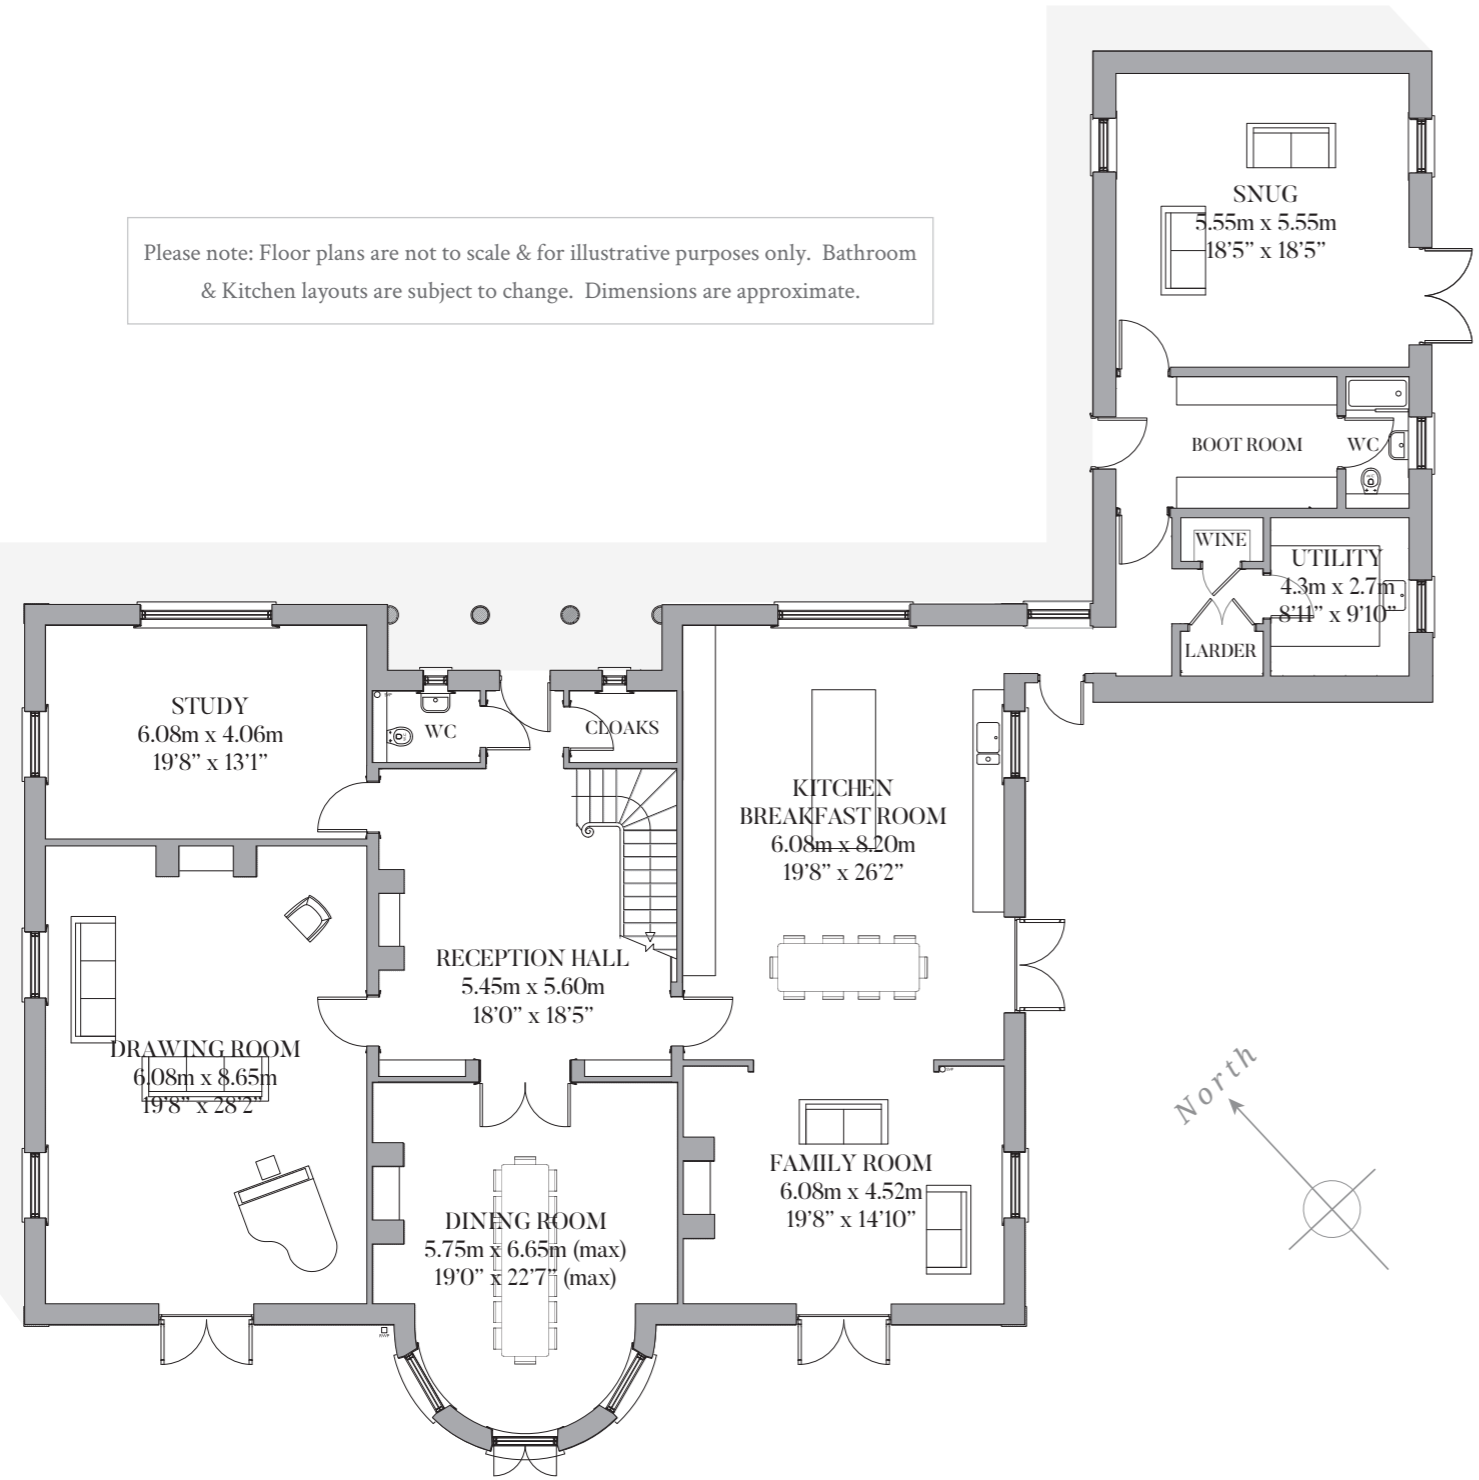 SNUG
5.55m x 5.55m
18’5” x 18’5”
Please note: Floor plans are not to scale & for illustrative purposes only. Bathroom
& Kitchen layouts are subject to change. Dimensions are approximate.
BOOT ROOM
WC
WINE
UTILITY
4.3m x 2.7m
8’11” x 9’10”
LARDER
STUDY
6.08m x 4.06m
19’8” x 13’1”
WC
CLOAKS
KITCHEN
BREAKFAST ROOM
6.08m x 8.20m
19’8” x 26’2”
RECEPTION HALL
5.45m x 5.60m
18’0” x 18’5”
DRAWING ROOM
6.08m x 8.65m
19’8” x 28’2”
North
FAMILY ROOM
6.08m x 4.52m
19’8” x 14’10”
DINING ROOM
5.75m x 6.65m (max)
19’0” x 22’7” (max)